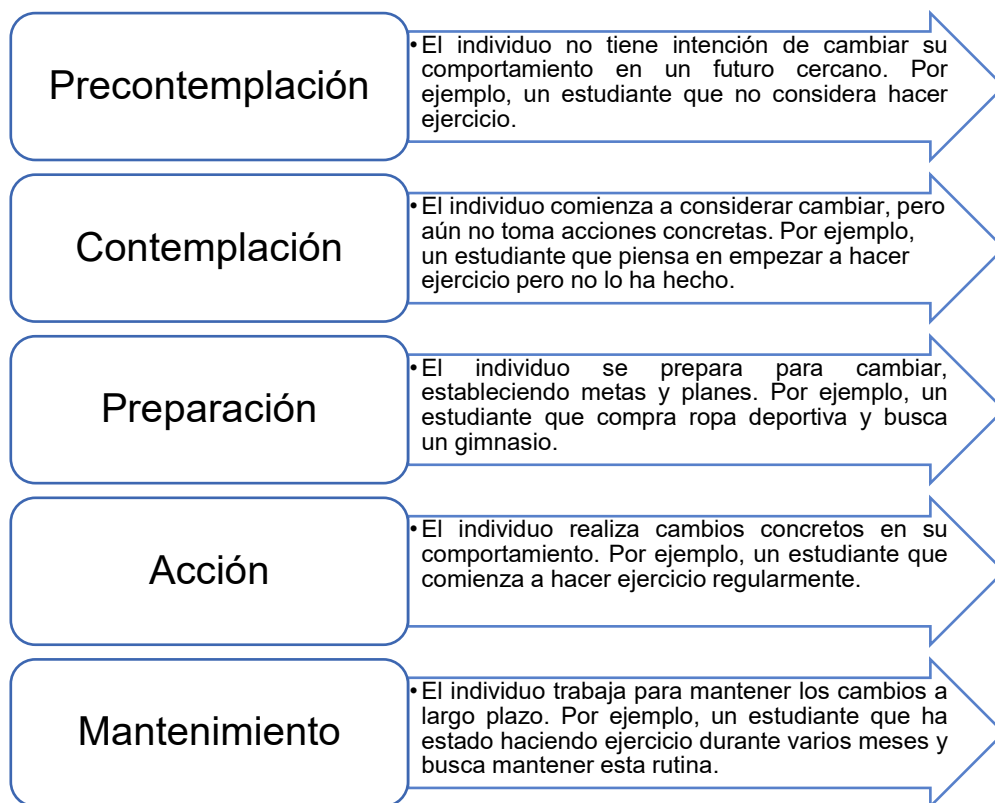 Precontemplación
• El individuo no tiene intención de cambiar su
comportamiento en un futuro cercano. Por
ejemplo, un estudiante que no considera hacer
ejercicio.
Contemplación
• El individuo comienza a considerar cambiar, pero
aún no toma acciones concretas. Por ejemplo,
un estudiante que piensa en empezar a hacer
ejercicio pero no lo ha hecho.
Preparación
• El individuo se prepara para cambiar,
estableciendo metas y planes. Por ejemplo, un
estudiante que compra ropa deportiva y busca
un gimnasio.
Acción
• El individuo realiza cambios concretos en su
comportamiento. Por ejemplo, un estudiante que
comienza a hacer ejercicio regularmente.
Mantenimiento
• El individuo trabaja para mantener los cambios a
largo plazo. Por ejemplo, un estudiante que ha
estado haciendo ejercicio durante varios meses y
busca mantener esta rutina.